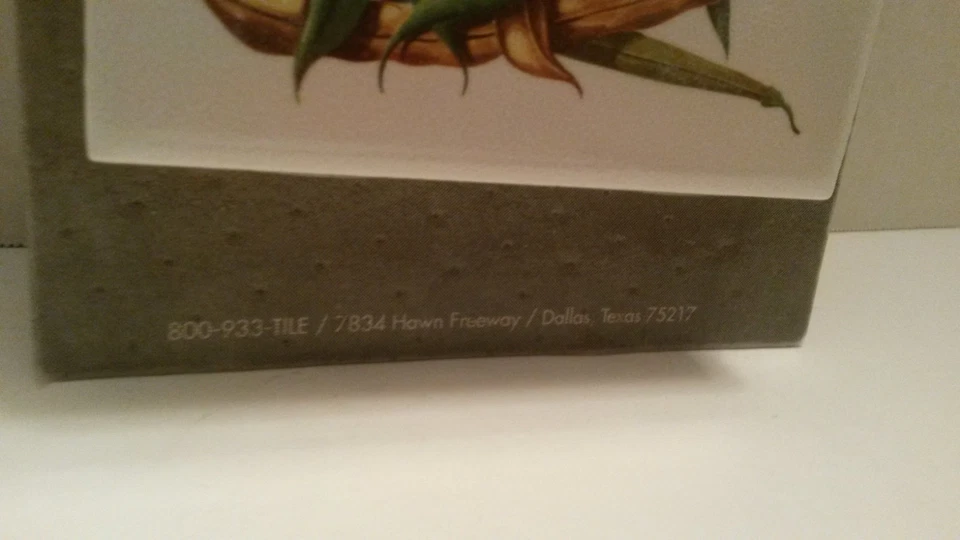 800-933-TILE / 7834 Hawn Freeway / Dallas, Texas 75217